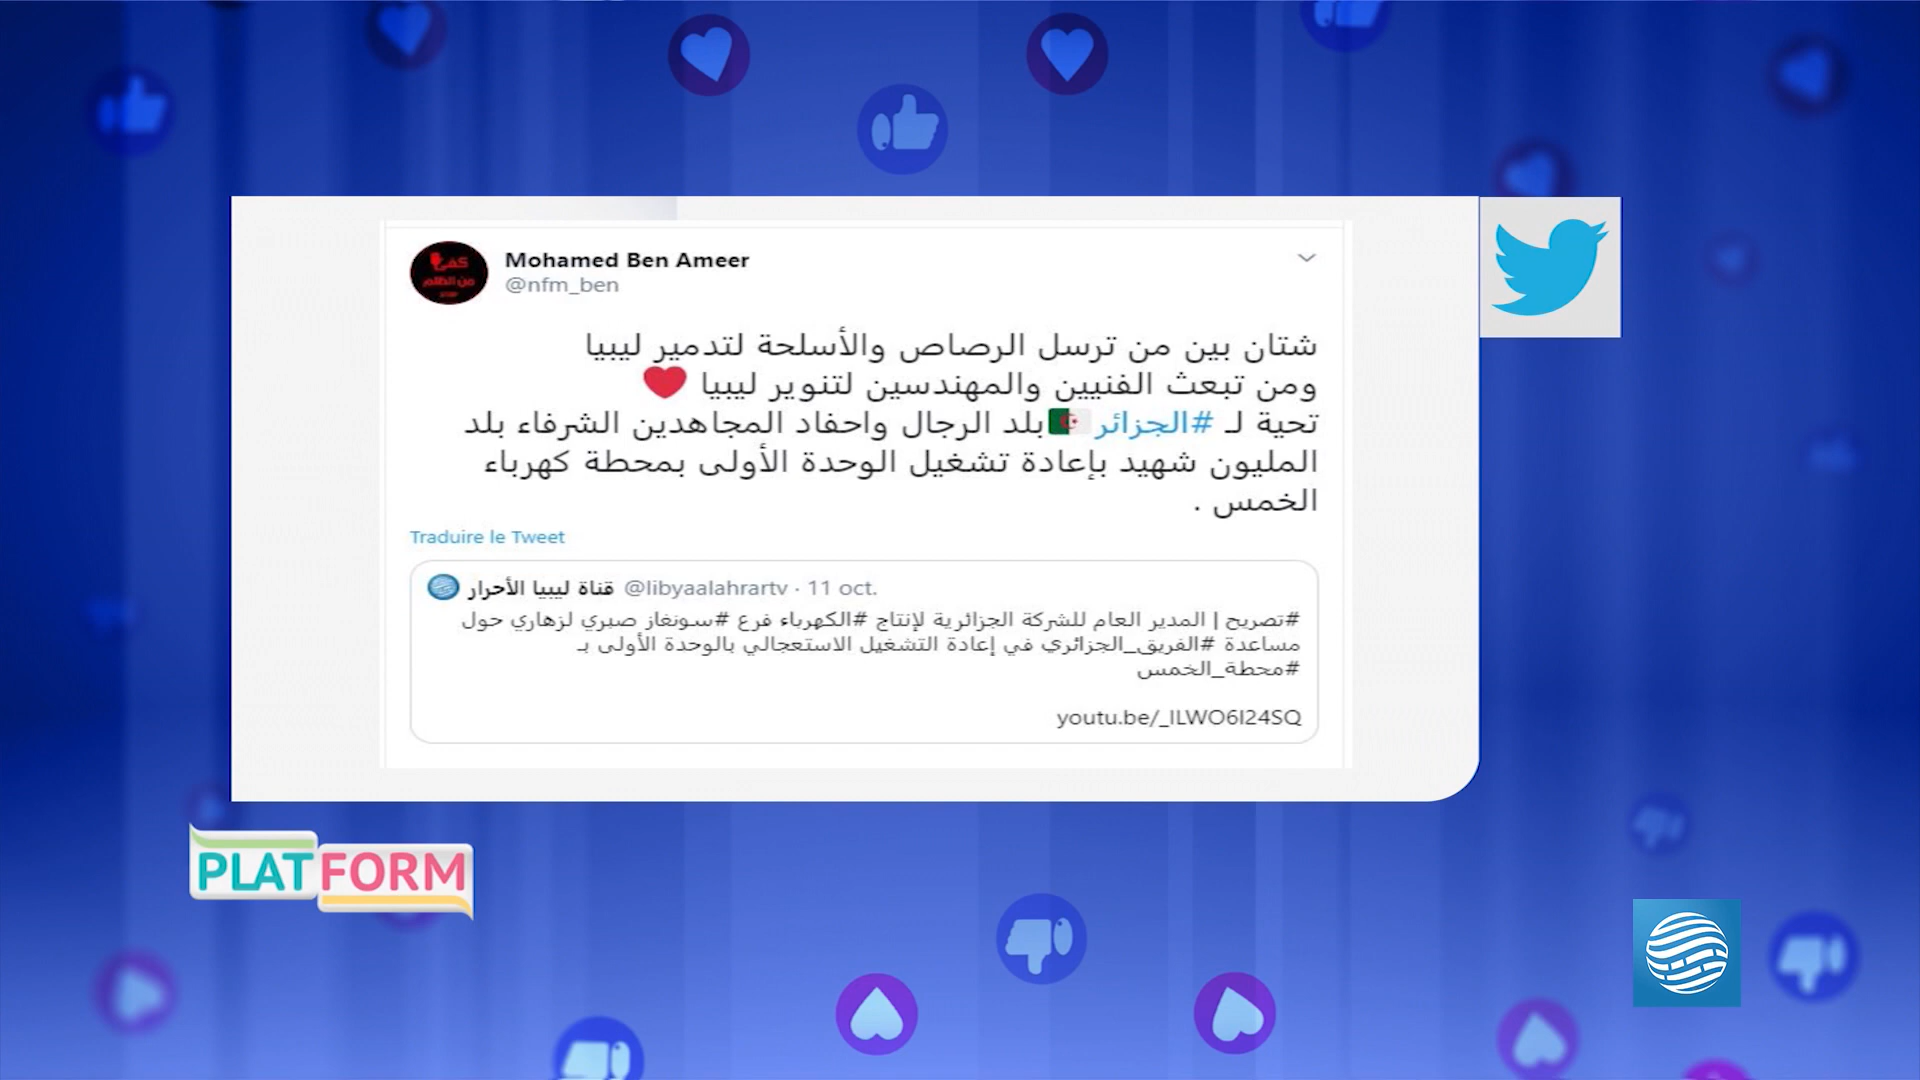 كفى
من الظلم
Mohamed Ben Ameer
@nfm_ben
شتان بين من ترسل الرصاص والأسلحة لتدمير ليبيا
ومن تبعث الفنيين والمهندسين لتنوير ليبيا ❤
تحية لـ #الجزائر 🇩🇿بلد الرجال واحفاد المجاهدين الشرفاء بلد
المليون شهيد بإعادة تشغيل الوحدة الأولى بمحطة كهرباء
الخمس .
Traduire le Tweet
قناة ليبيا الأحرار @libyaalahrartv · 11 oct.
#تصريح | المدير العام للشركة الجزائرية لإنتاج #الكهرباء فرع #سونغاز صبري لزهاري حول
مساعدة #الفريق_الجزائري في إعادة التشغيل الاستعجالي بالوحدة الأولى بـ
#محطة_الخمس
youtu.be/_ILWO6I24SQ
PLATFORM